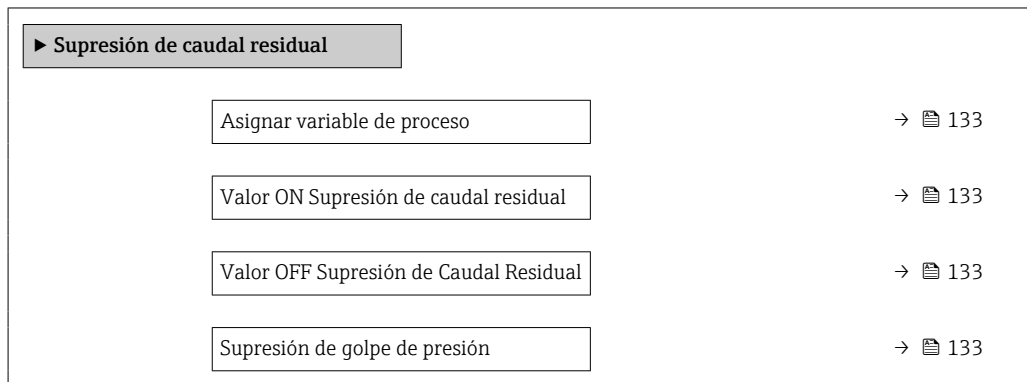 ▶ Supresión de caudal residual
Asignar variable de proceso → 133
Valor ON Supresión de caudal residual → 133
Valor OFF Supresión de Caudal Residual → 133
Supresión de golpe de presión → 133